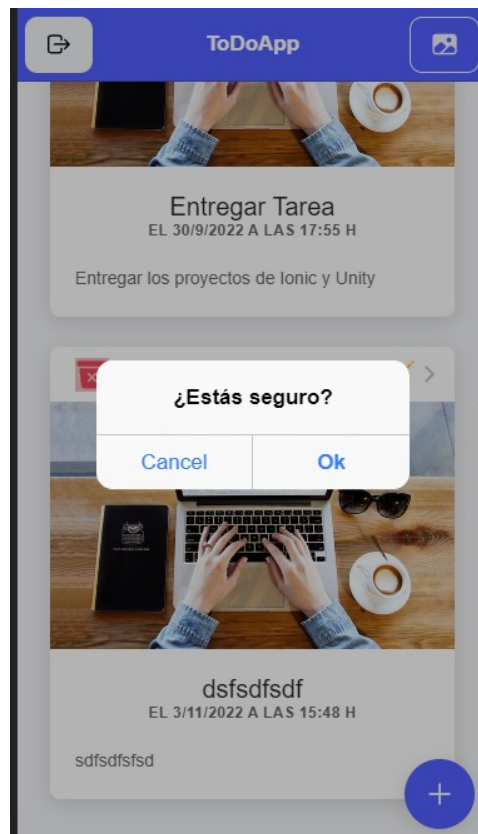 ToDoApp
Entregar Tarea
EL 30/9/2022 A LAS 17:55 H
Entregar los proyectos de Ionic y Unity
¿Estás seguro?
Cancel
Ok
dsfsdfsdf
EL 3/11/2022 A LAS 15:48 H
sdfsdfsfsd